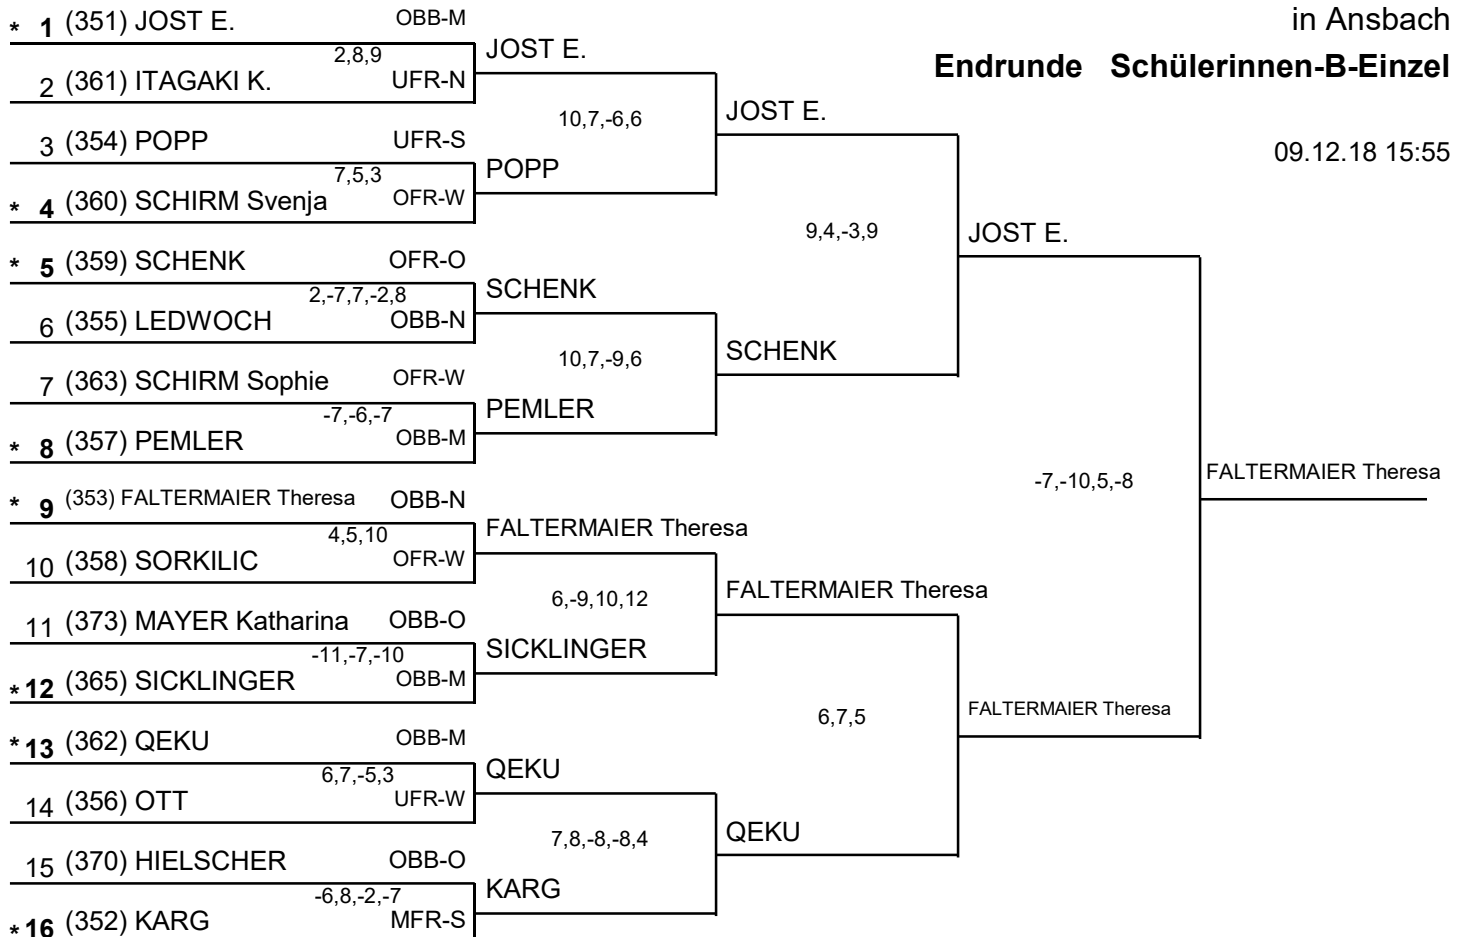 in Ansbach
Endrunde Schülerinnen-B-Einzel
09.12.18 15:55
* 1 (351) JOST E. OBB-M
2,8,9
2 (361) ITAGAKI K. UFR-N
3 (354) POPP UFR-S
7,5,3
* 4 (360) SCHIRM Svenja OFR-W
* 5 (359) SCHENK OFR-O
2,-7,7,-2,8
6 (355) LEDWOCH OBB-N
7 (363) SCHIRM Sophie OFR-W
-7,-6,-7
* 8 (357) PEMLER OBB-M
* 9 (353) FALTERMAIER Theresa OBB-N
4,5,10
10 (358) SORKILIC OFR-W
11 (373) MAYER Katharina OBB-O
-11,-7,-10
* 12 (365) SICKLINGER OBB-M
* 13 (362) QEKU OBB-M
6,7,-5,3
14 (356) OTT UFR-W
15 (370) HIELSCHER OBB-O
-6,8,-2,-7
* 16 (352) KARG MFR-S
JOST E.
10,7,-6,6
POPP
SCHENK
10,7,-9,6
PEMLER
FALTERMAIER Theresa
6,-9,10,12
SICKLINGER
QEKU
7,8,-8,-8,4
KARG
JOST E.
9,4,-3,9
SCHENK
FALTERMAIER Theresa
6,7,5
QEKU
JOST E.
-7,-10,5,-8
FALTERMAIER Theresa
FALTERMAIER Theresa